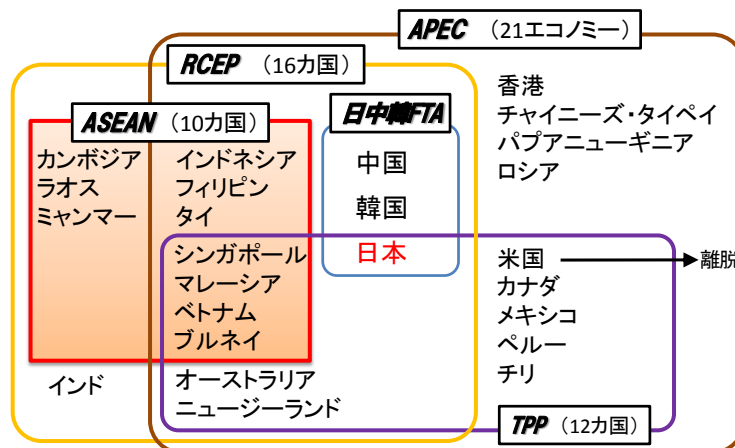 APEC （21エコノミー）
RCEP （16カ国）
ASEAN （10カ国）
日中韓FTA
香港
チャイニーズ・タイペイ
パプアニューギニア
ロシア
カンボジア
ラオス
ミャンマー
インドネシア
フィリピン
タイ
中国
韓国
日本
シンガポール
マレーシア
ベトナム
ブルネイ
米国
離脱
カナダ
メキシコ
ペルー
チリ
インド
オーストラリア
ニュージーランド
TPP （12カ国）